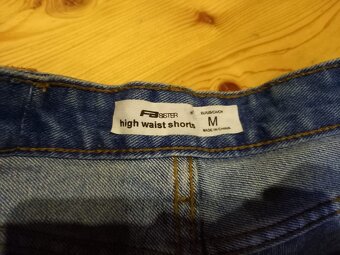 FB SISTER
high waist shorts
M
MADE IN CHINA